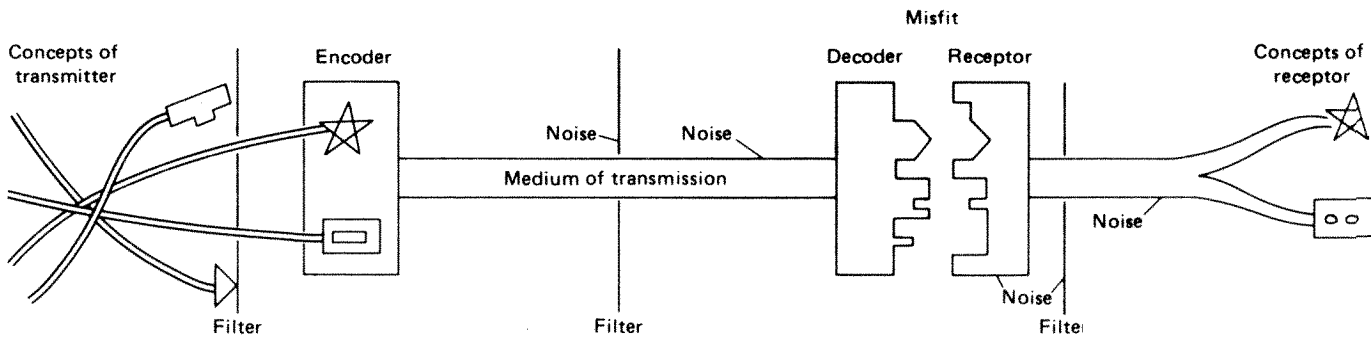 Misfit
Concepts of
transmitter
Encoder
Decoder
Receptor
Concepts of
receptor
Noise
Noise
Medium of transmission
Noise
Noise
Filter
Filter
Filter